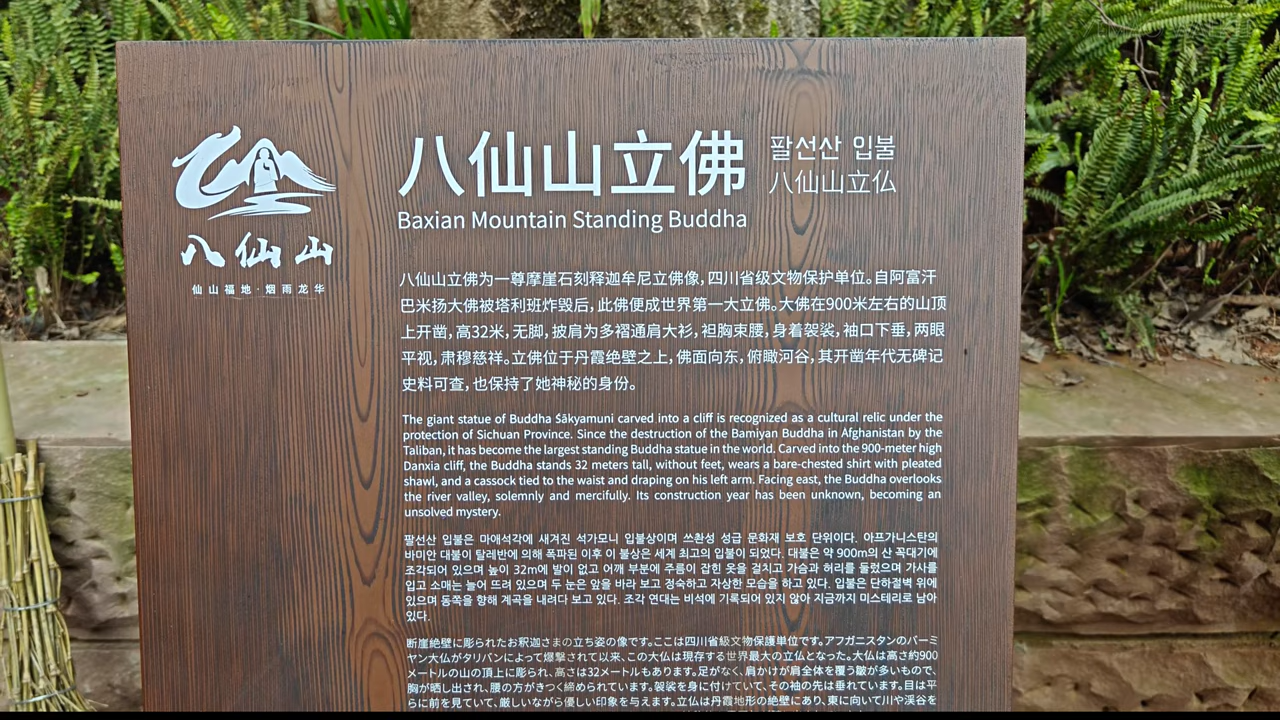 八仙山
仙山福地·烟雨龙华
八仙山立佛
팔선산 입불
八仙山立仏
Baxian Mountain Standing Buddha
八仙山立佛为一尊摩崖石刻释迦牟尼立佛像，四川省级文物保护单位。自阿富汗
巴米扬大佛被塔利班炸毁后，此佛便成世界第一大立佛。大佛在900米左右的山顶
上开凿，高32米，无脚，披肩为多褶通肩大衫，袒胸束腰，身着袈裟，袖口下垂，两眼
平视，肃穆慈祥。立佛位于丹霞绝壁之上，佛面向东，俯瞰河谷，其开凿年代无碑记
史料可查，也保持了她神秘的身份。
The giant statue of Buddha Śākyamuni carved into a cliff is recognized as a cultural relic under the
protection of Sichuan Province. Since the destruction of the Bamiyan Buddha in Afghanistan by the
Taliban, it has become the largest standing Buddha statue in the world. Carved into the 900-meter high
Danxia cliff, the Buddha stands 32 meters tall, without feet, wears a bare-chested shirt with pleated
shawl, and a cassock tied to the waist and draping on his left arm. Facing east, the Buddha overlooks
the river valley, solemnly and mercifully. Its construction year has been unknown, becoming an
unsolved mystery.
팔선산 입불은 마애석각에 새겨진 석가모니 입불상이며 쓰촨성 성급 문화재 보호 단위이다. 아프가니스탄의
바미안 대불이 탈레반에 의해 폭파된 이후 이 불상은 세계 최고의 입불이 되었다. 대불은 약 900m의 산 꼭대기에
조각되어 있으며 높이 32m에 발이 없고 어깨 부분에 주름이 잡힌 옷을 걸치고 가슴과 허리를 둘렀으며 가사를
입고 소매는 늘어 뜨려 있으며 두 눈은 앞을 바라 보고 정숙하고 자상한 모습을 하고 있다. 입불은 단하절벽 위에
있으며 동쪽을 향해 계곡을 내려다 보고 있다. 조각 연대는 비석에 기록되어 있지 않아 지금까지 미스테리로 남아
있다.
断崖絶壁に彫られたお釈迦さまの立ち姿の像です。ここは四川省級文物保護単位です。アフガニスタンのバーミ
ヤン大仏がタリバンによって爆撃されて以来、この大仏は現存する世界最大の立仏となった。大仏は高さ約900
メートルの山の頂上に彫られ、高さは32メートルもあります。足がなく、肩かけが肩全体を覆う皺が多いもので、
胸が晒し出され、腰の方がきつく締められています。袈裟を身に付けていて、その袖の先は垂れています。目は平
らに前を見ていて、厳しいながら優しい印象を与えます。立仏は丹霞地形の絶壁にあり、東に向いて川や渓谷を